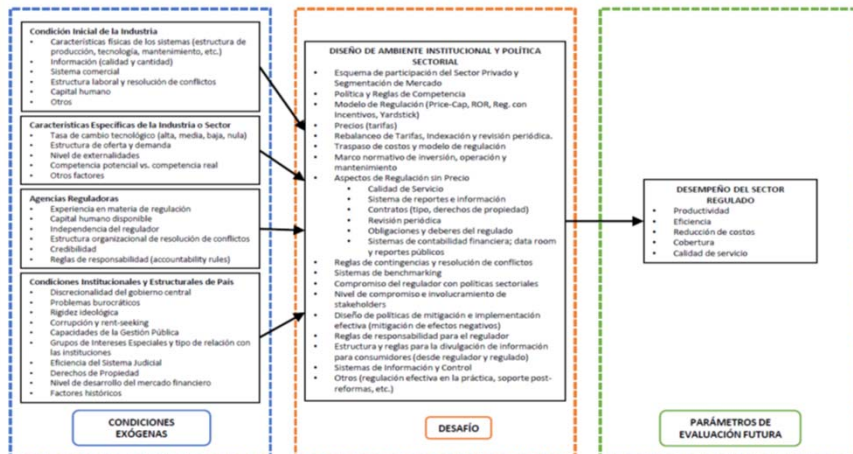 Condición Inicial de la Industria
• Características físicas de los sistemas (estructura de
producción, tecnología, mantenimiento, etc.)
• Información (calidad y cantidad)
• Sistema comercial
• Estructura laboral y resolución de conflictos
• Capital humano
• Otros
Características Específicas de la Industria o Sector
• Tasa de cambio tecnológico (alta, media, baja, nula)
• Estructura de oferta y demanda
• Nivel de externalidades
• Competencia potencial vs. competencia real
• Otros factores
Agencias Reguladoras
• Experiencia en materia de regulación
• Capital humano disponible
• Independencia del regulador
• Estructura organizacional de resolución de conflictos
• Credibilidad
• Reglas de responsabilidad (accountability rules)
Condiciones Institucionales y Estructurales de País
• Discrecionalidad del gobierno central
• Problemas burocráticos
• Rigidez ideológica
• Corrupción y rent-seeking
• Capacidades de la Gestión Pública
• Grupos de Intereses Especiales y tipo de relación con
las instituciones
• Eficiencia del Sistema Judicial
• Derechos de Propiedad
• Nivel de desarrollo del mercado financiero
• Factores históricos
CONDICIONES
EXÓGENAS
DISEÑO DE AMBIENTE INSTITUCIONAL Y POLÍTICA
SECTORIAL
• Esquema de participación del Sector Privado y
Segmentación de Mercado
• Política y Reglas de Competencia
• Modelo de Regulación (Price-Cap, ROR, Reg. con
Incentivos, Yardstick)
• Precios (tarifas)
• Rebalanceo de Tarifas, Indexación y revisión periódica.
• Traspaso de costos y modelo de regulación
• Marco normativo de inversión, operación y
mantenimiento
• Aspectos de Regulación sin Precio
• Calidad de Servicio
• Sistema de reportes e información
• Contratos (tipo, derechos de propiedad)
• Revisión periódica
• Obligaciones y deberes del regulado
• Sistemas de contabilidad financiera; data room
y reportes públicos
• Reglas de contingencias y resolución de conflictos
• Sistemas de benchmarking
• Compromiso del regulador con políticas sectoriales
• Nivel de compromiso e involucramiento de
stakeholders
• Diseño de políticas de mitigación e implementación
efectiva (mitigación de efectos negativos)
• Reglas de responsabilidad para el regulador
• Estructura y reglas para la divulgación de información
para consumidores (desde regulador y regulado)
• Sistemas de Información y Control
• Otros (regulación efectiva en la práctica, soporte post-
reformas, etc.)
DESAFÍO
DESEMPEÑO DEL SECTOR
REGULADO
• Productividad
• Eficiencia
• Reducción de costos
• Cobertura
• Calidad de servicio
PARÁMETROS DE
EVALUACIÓN FUTURA